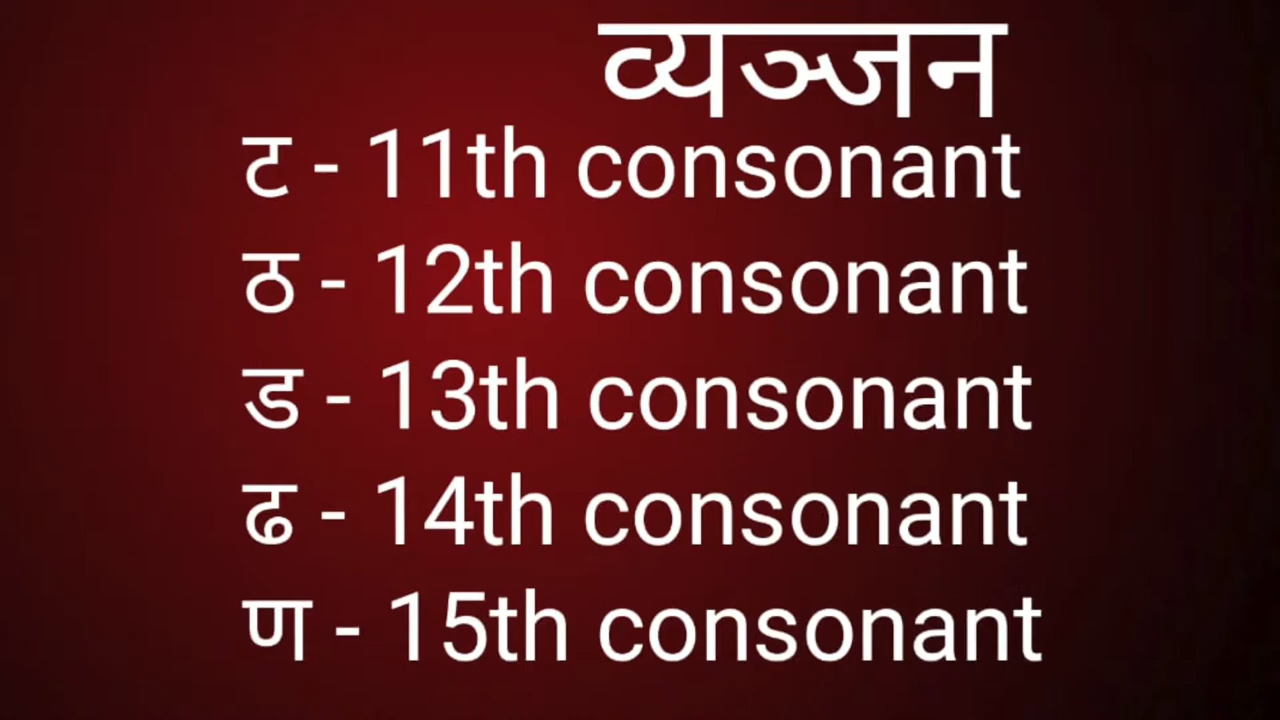 व्यञ्जन
ट - 11th consonant
ठ - 12th consonant
ड - 13th consonant
ढ - 14th consonant
ण - 15th consonant